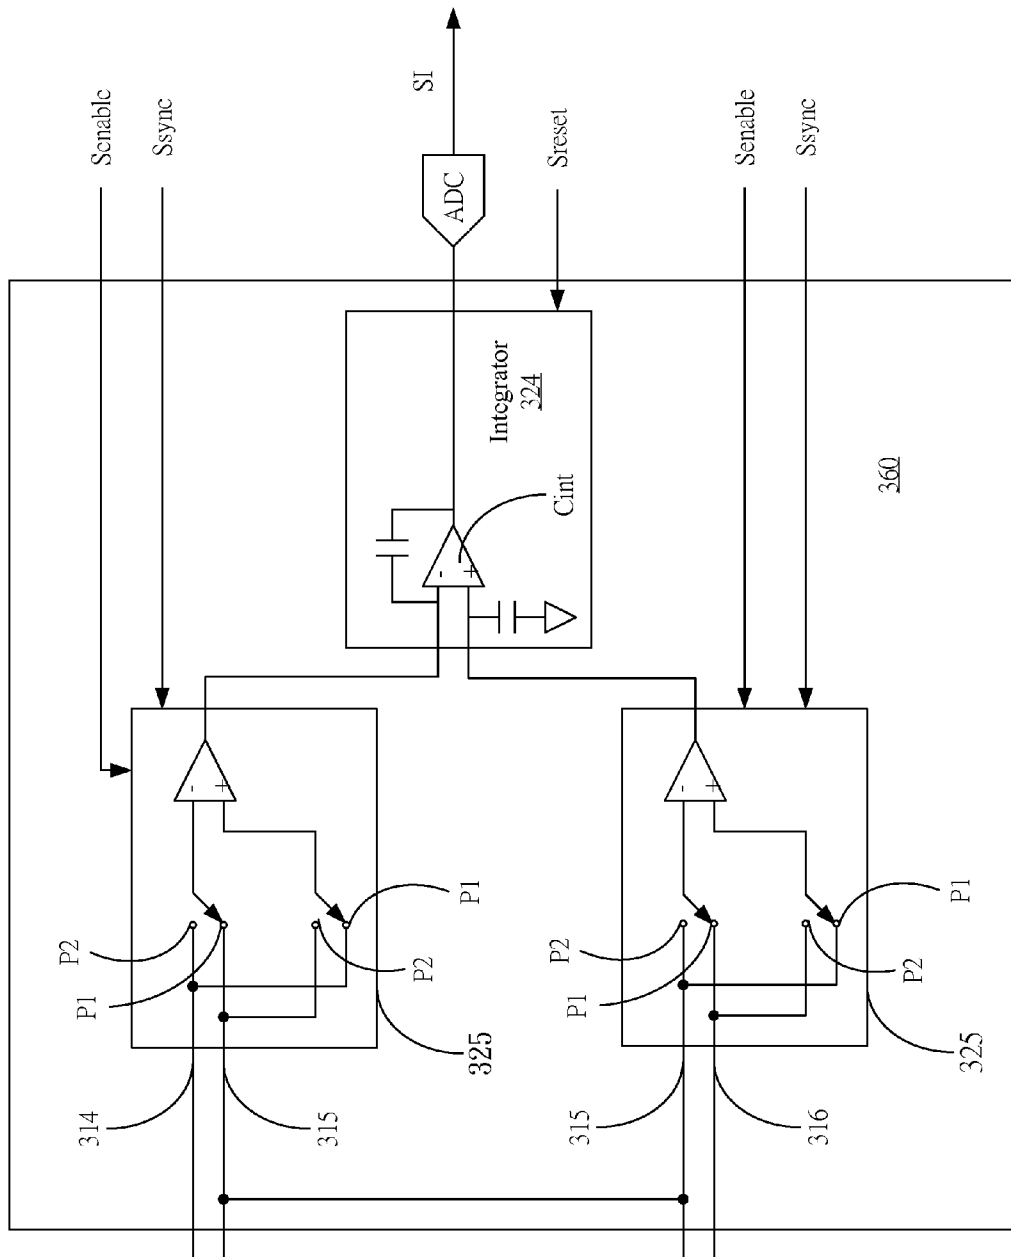 P2
314
P1
Senable
Ssync
315
P2
SI
ADC
P1
325
-
+
Integrator
324
-
+
Sreset
Cint
P2
315
P1
Senable
-
+
Ssync
316
360
P2
P1
325